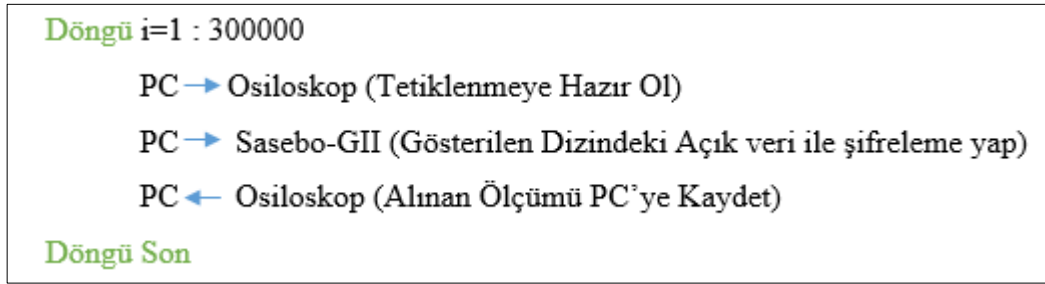 Döngü i=1 : 300000
PC → Osiloskop (Tetiklenmeye Hazır Ol)
PC → Sasebo-GII (Gösterilen Dizindeki Açık veri ile şifreleme yap)
PC ← Osiloskop (Alınan Ölçümü PC’ye Kaydet)
Döngü Son